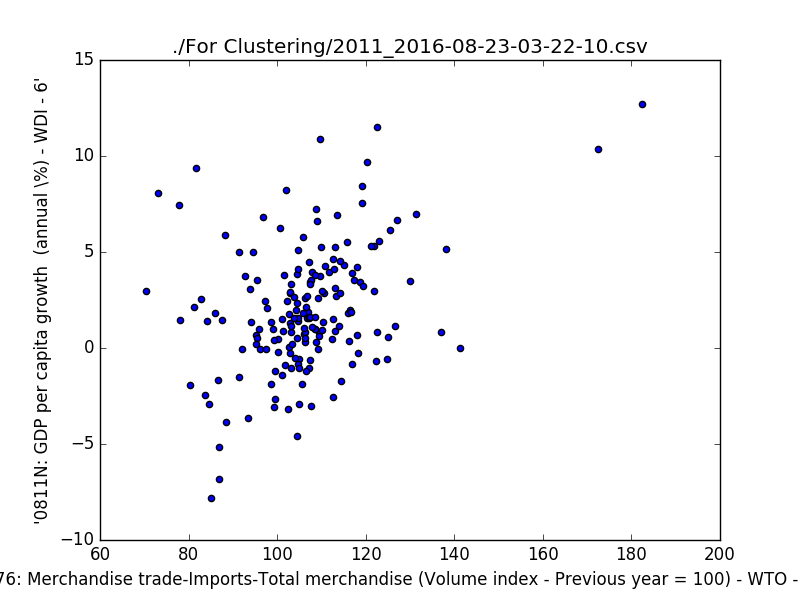 ./For Clustering/2011_2016-08-23-03-22-10.csv
'0811N: GDP per capita growth  (annual \%) - WDI - 6'
15
10
5
0
−5
−10
60 80 100 120 140 160 180 200
76: Merchandise trade-Imports-Total merchandise (Volume index - Previous year = 100) - WTO -